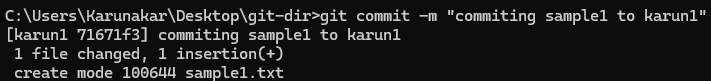 C:\Users\Karunakar\Desktop\git-dir>git commit -m "commiting sample1 to karun1"
[karun1 71671f3] commiting sample1 to karun1
 1 file changed, 1 insertion(+)
 create mode 100644 sample1.txt